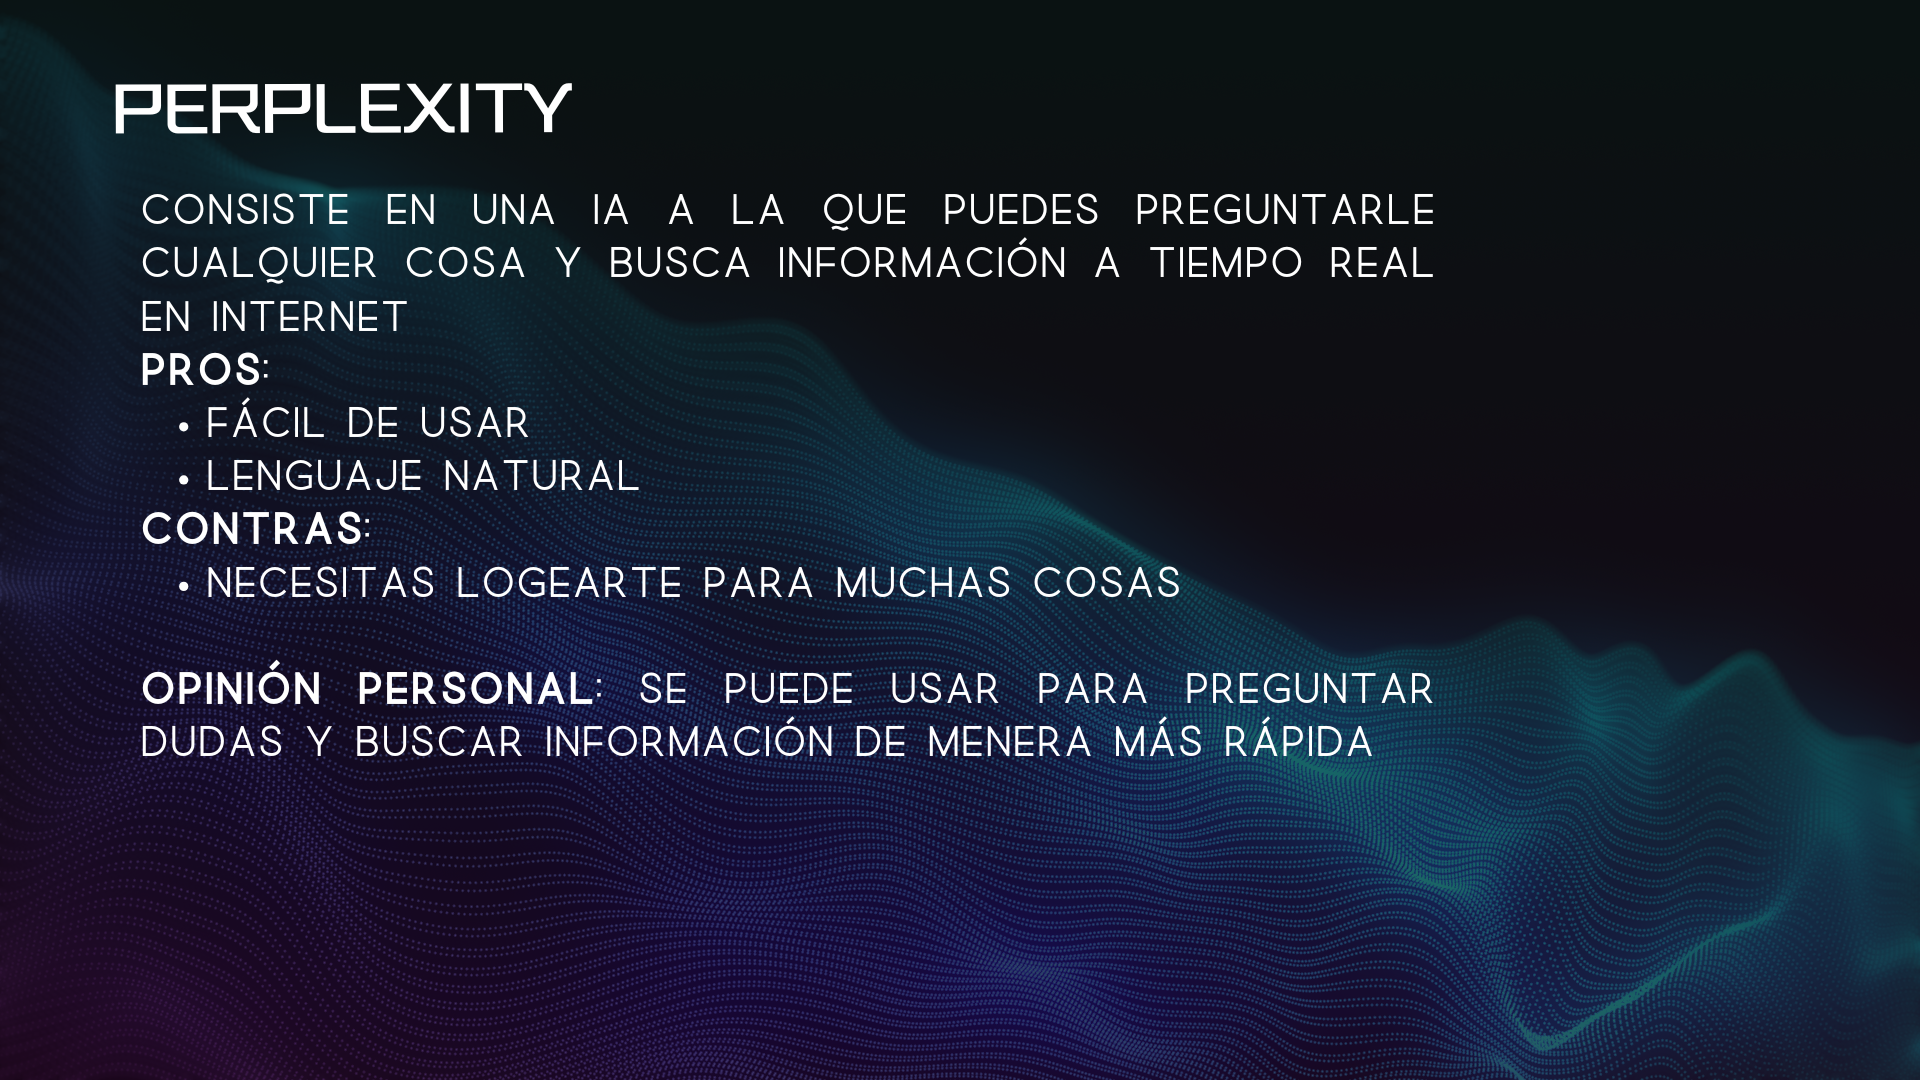 PERPLEXITY
CONSISTE EN UNA IA A LA QUE PUEDES PREGUNTARLE
CUALQUIER COSA Y BUSCA INFORMACIÓN A TIEMPO REAL
EN INTERNET
PROS:
• FÁCIL DE USAR
• LENGUAJE NATURAL
CONTRAS:
• NECESITAS LOGEARTE PARA MUCHAS COSAS
OPINIÓN PERSONAL: SE PUEDE USAR PARA PREGUNTAR
DUDAS Y BUSCAR INFORMACIÓN DE MENERA MÁS RÁPIDA